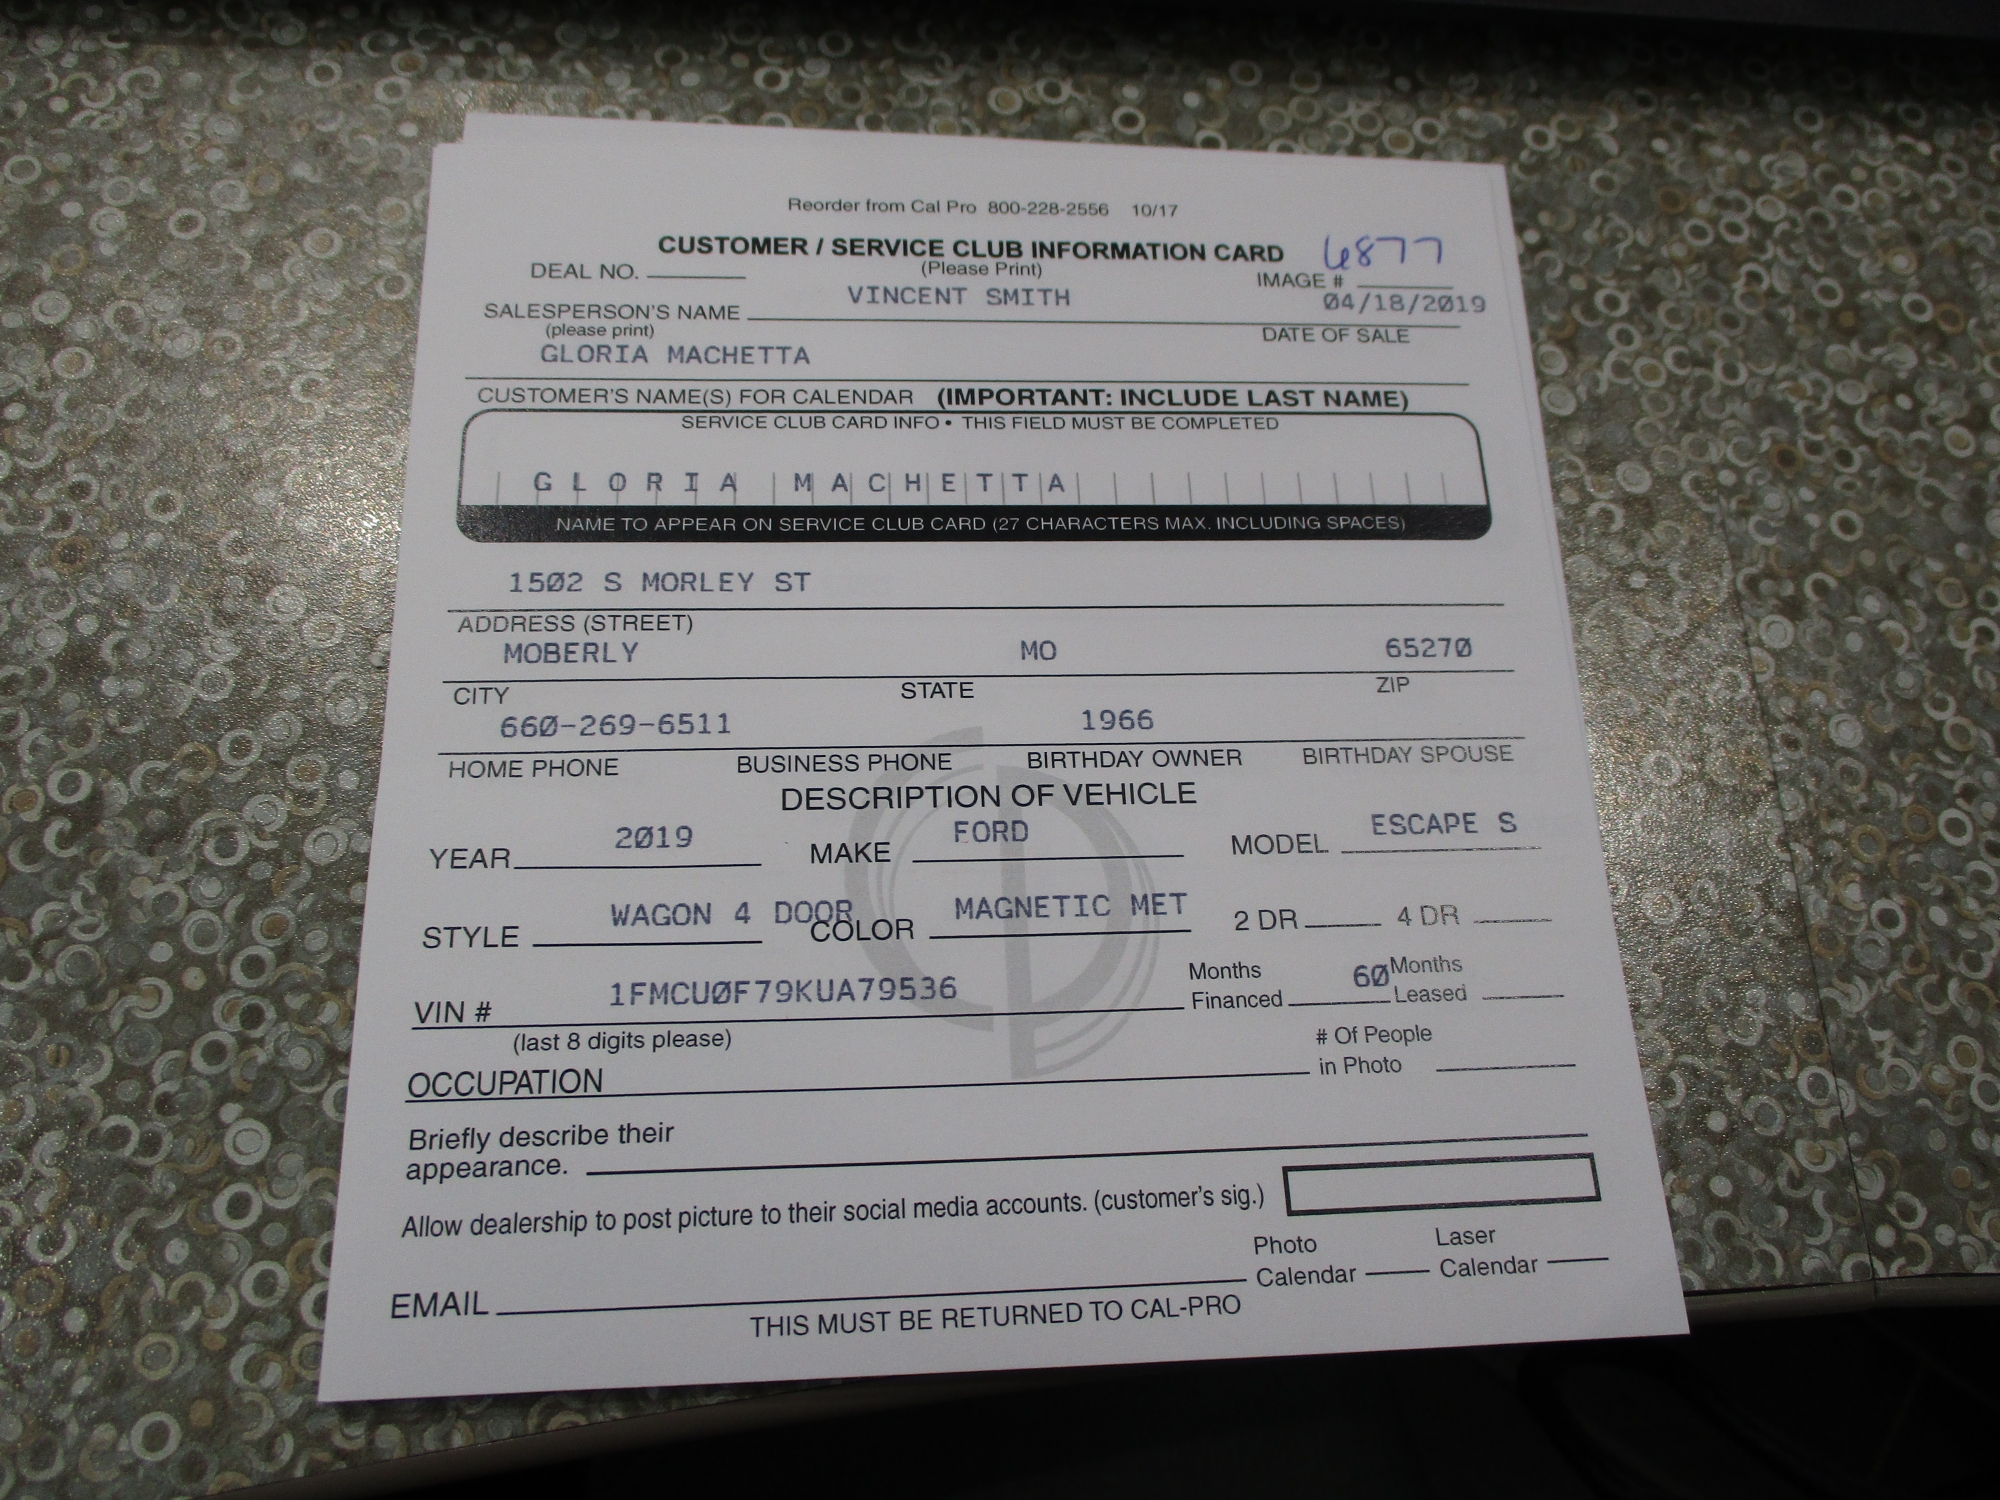 Reorder from Cal Pro 800-228-2556 10/17
CUSTOMER / SERVICE CLUB INFORMATION CARD 6877
DEAL NO. (Please Print) IMAGE #
VINCENT SMITH 04/18/2019
SALESPERSON'S NAME
(please print) DATE OF SALE
GLORIA MACHETTA
CUSTOMER'S NAME(S) FOR CALENDAR (IMPORTANT: INCLUDE LAST NAME)
SERVICE CLUB CARD INFO • THIS FIELD MUST BE COMPLETED
GLORIA MACHETTA
NAME TO APPEAR ON SERVICE CLUB CARD (27 CHARACTERS MAX. INCLUDING SPACES)
1502 S MORLEY ST
ADDRESS (STREET)
MOBERLY MO 65270
CITY STATE ZIP
660-269-6511 1966
HOME PHONE BUSINESS PHONE BIRTHDAY OWNER BIRTHDAY SPOUSE
DESCRIPTION OF VEHICLE
YEAR 2019 MAKE FORD MODEL ESCAPE S
STYLE WAGON 4 DOOR COLOR MAGNETIC MET 2 DR 4 DR
VIN # 1FMCU0F79KUA79536 Months Financed 60 Months Leased
(last 8 digits please)
OCCUPATION # Of People in Photo
Briefly describe their
appearance.
Allow dealership to post picture to their social media accounts. (customer's sig.)
EMAIL Photo Calendar Laser Calendar
THIS MUST BE RETURNED TO CAL-PRO